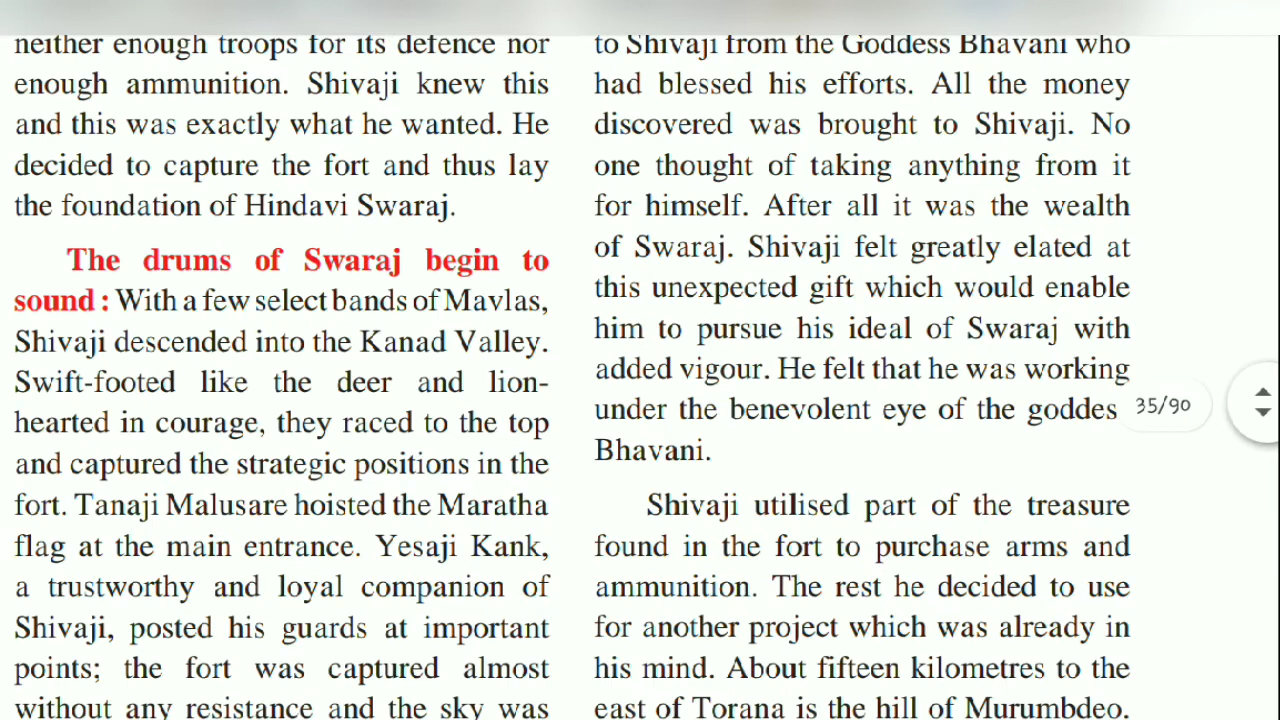 neither enough troops for its defence nor
enough ammunition. Shivaji knew this
and this was exactly what he wanted. He
decided to capture the fort and thus lay
the foundation of Hindavi Swaraj.
The drums of Swaraj begin to
sound : With a few select bands of Mavlas,
Shivaji descended into the Kanad Valley.
Swift-footed like the deer and lion-
hearted in courage, they raced to the top
and captured the strategic positions in the
fort. Tanaji Malusare hoisted the Maratha
flag at the main entrance. Yesaji Kank,
a trustworthy and loyal companion of
Shivaji, posted his guards at important
points; the fort was captured almost
without any resistance and the sky was
to Shivaji from the Goddess Bhavani who
had blessed his efforts. All the money
discovered was brought to Shivaji. No
one thought of taking anything from it
for himself. After all it was the wealth
of Swaraj. Shivaji felt greatly elated at
this unexpected gift which would enable
him to pursue his ideal of Swaraj with
added vigour. He felt that he was working
under the benevolent eye of the goddes
Bhavani.
Shivaji utilised part of the treasure
found in the fort to purchase arms and
ammunition. The rest he decided to use
for another project which was already in
his mind. About fifteen kilometres to the
east of Torana is the hill of Murumbdeo.
35/90